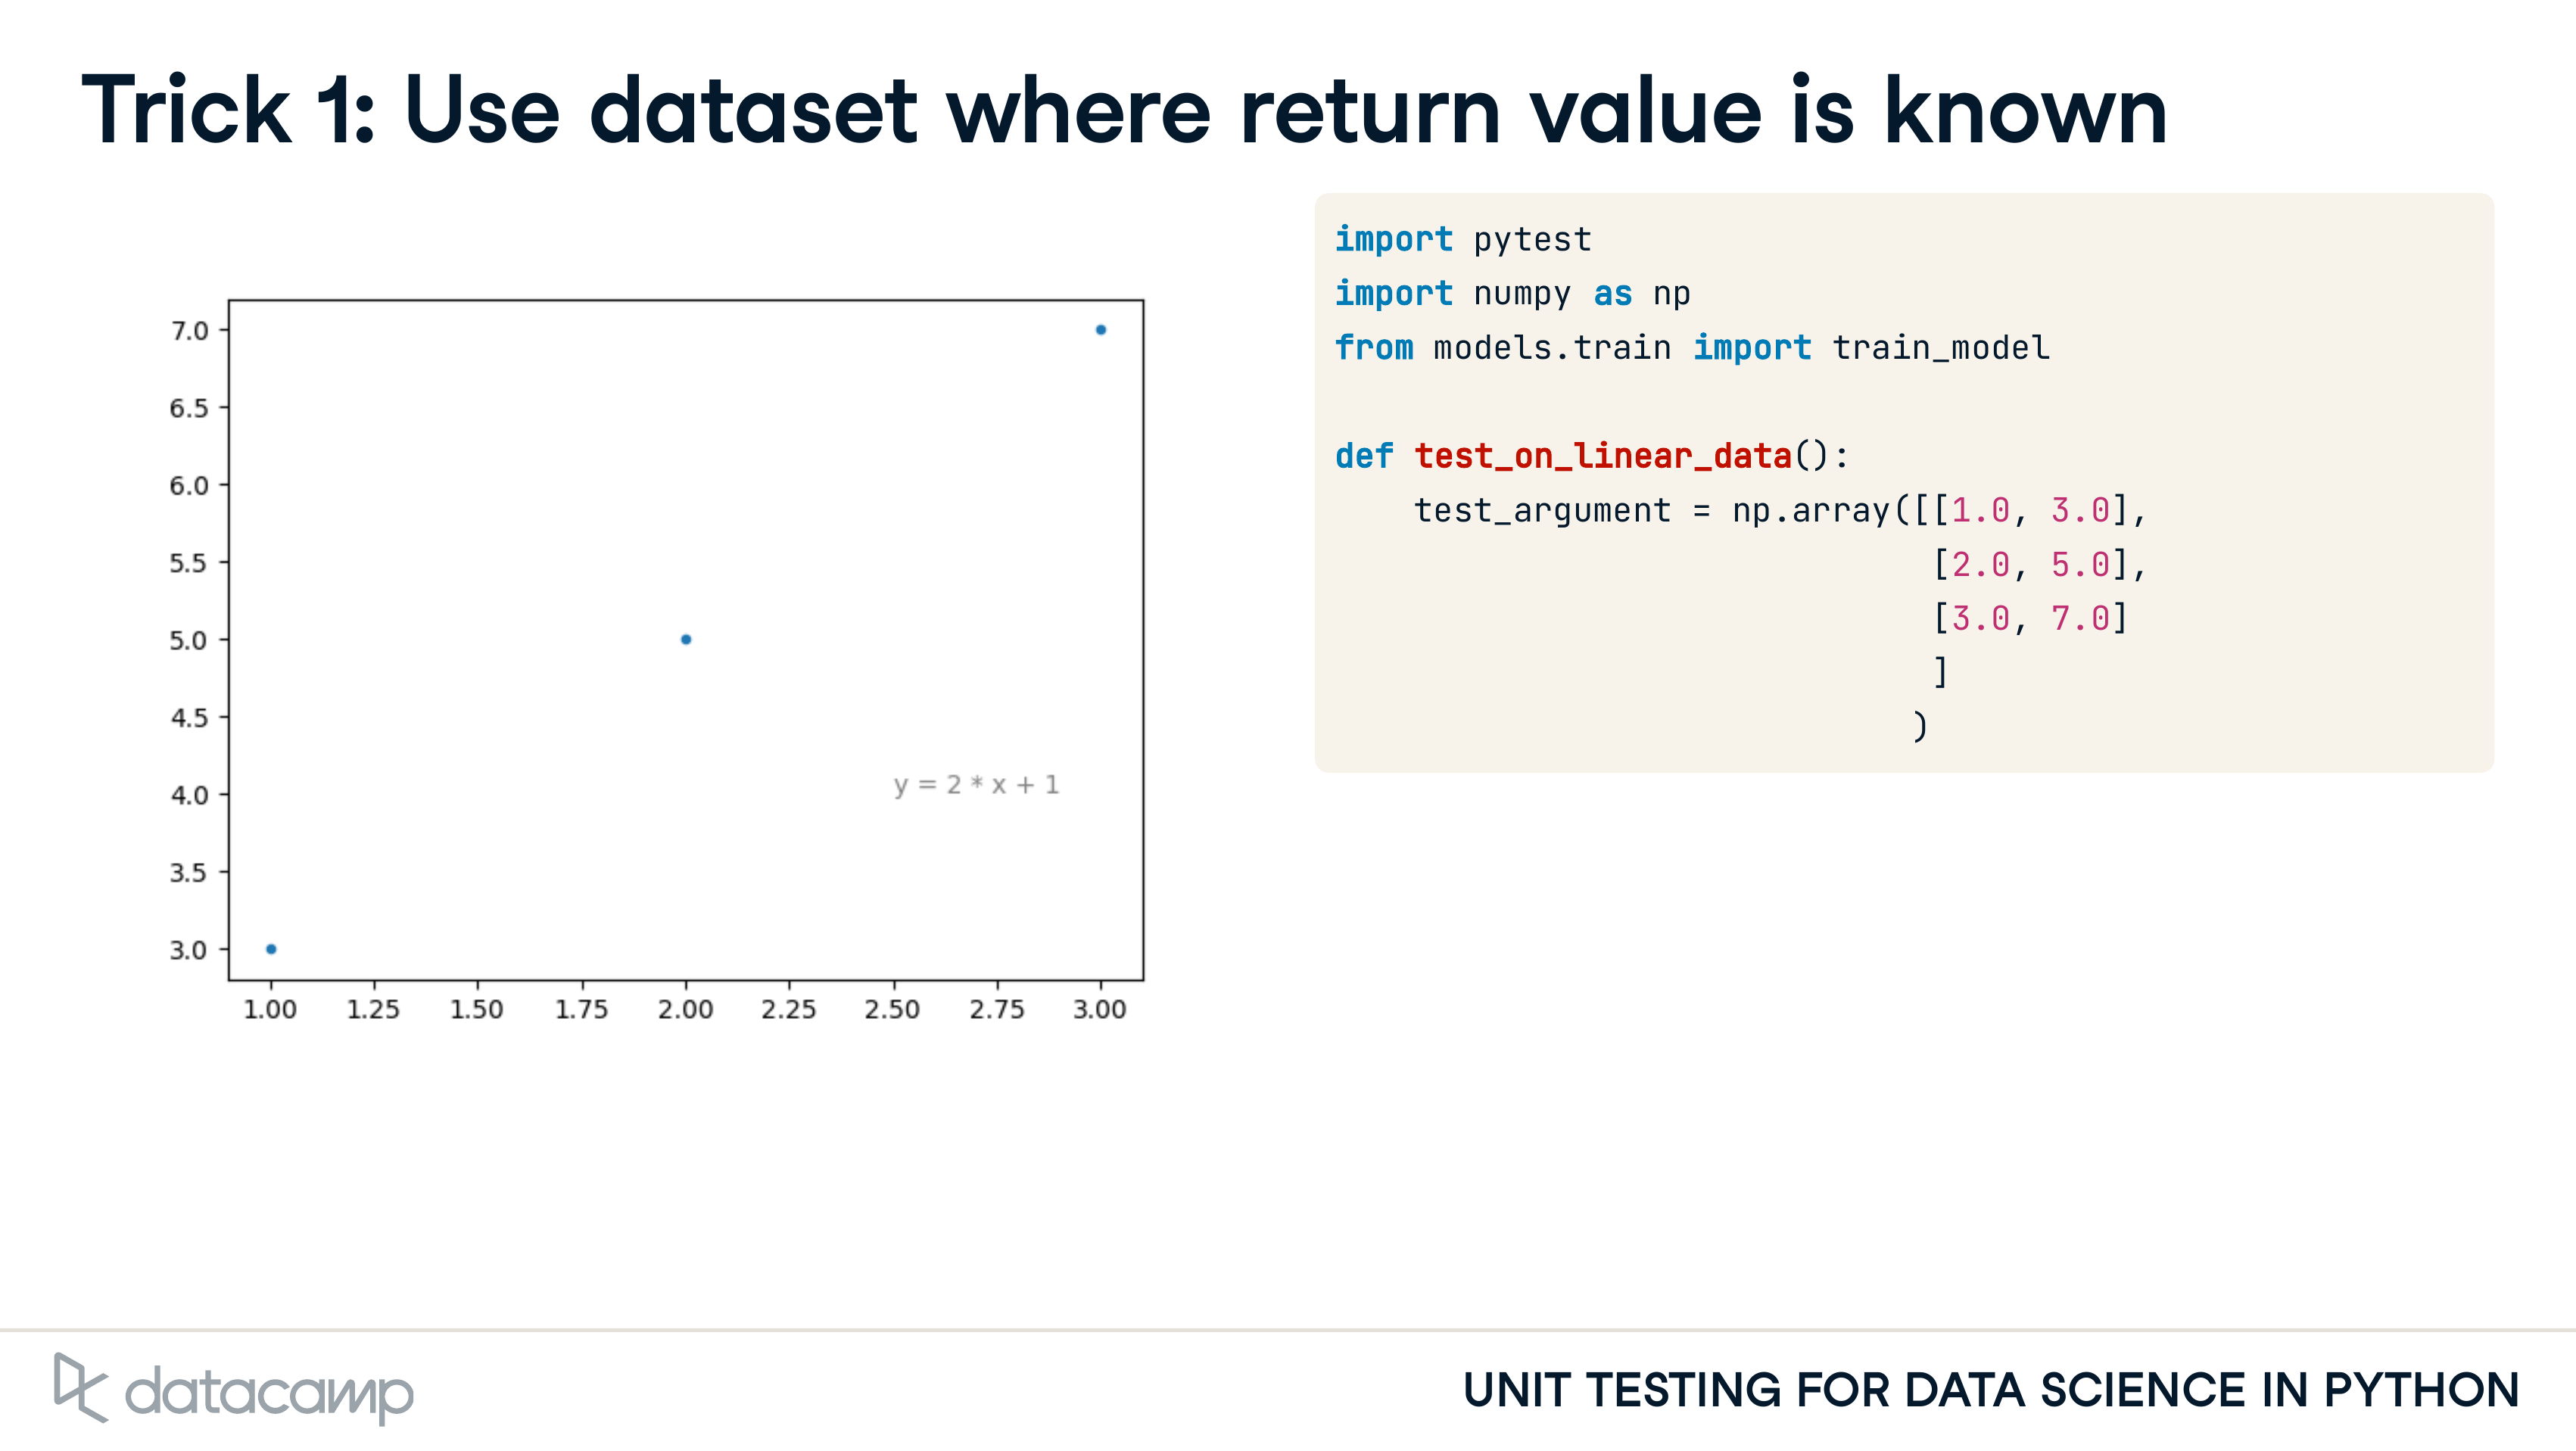 Trick 1: Use dataset where return value is known
7.0
6.5
6.0
5.5
5.0
4.5
4.0
3.5
3.0
y = 2 * x + 1
1.00 1.25 1.50 1.75 2.00 2.25 2.50 2.75 3.00
import pytest
import numpy as np
from models.train import train_model
def test_on_linear_data():
    test_argument = np.array([[1.0, 3.0],
                              [2.0, 5.0],
                              [3.0, 7.0]
                              ]
                             )
datacamp
UNIT TESTING FOR DATA SCIENCE IN PYTHON